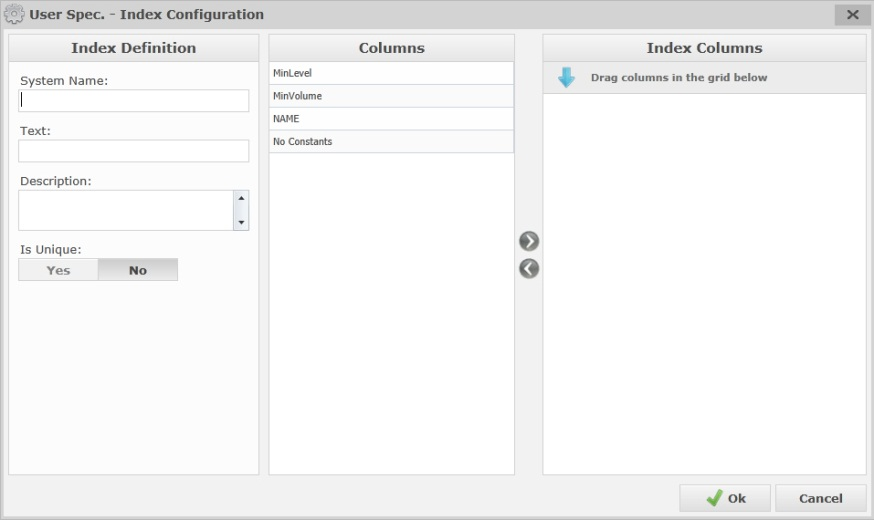 User Spec. - Index Configuration
Index Definition
System Name:
Text:
Description:
Is Unique:
Yes No
Columns
MinLevel
MinVolume
NAME
No Constants
Index Columns
Drag columns in the grid below
Ok Cancel